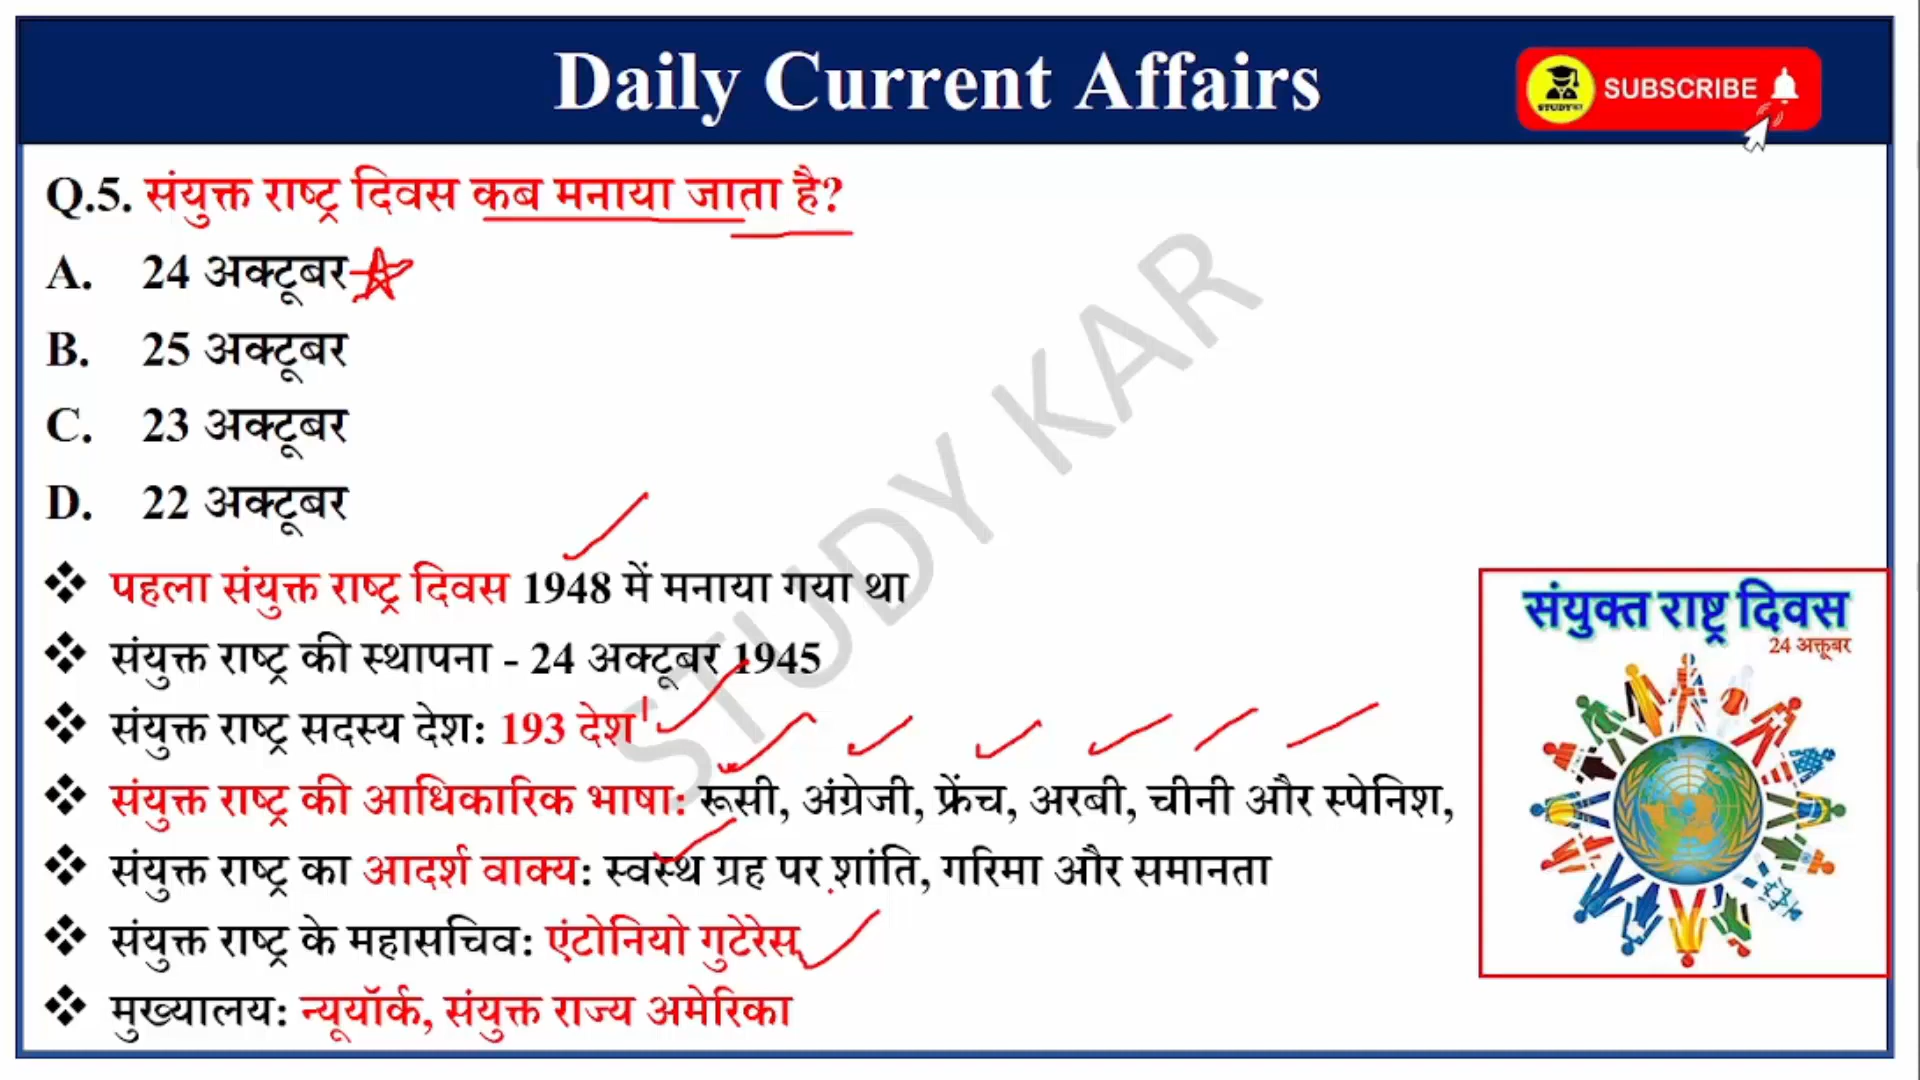 Daily Current Affairs
SUBSCRIBE
STUDY KAR
Q.5. संयुक्त राष्ट्र दिवस कब मनाया जाता है?
A. 24 अक्टूबर
B. 25 अक्टूबर
C. 23 अक्टूबर
D. 22 अक्टूबर
❖ पहला संयुक्त राष्ट्र दिवस 1948 में मनाया गया था
❖ संयुक्त राष्ट्र की स्थापना - 24 अक्टूबर 1945
❖ संयुक्त राष्ट्र सदस्य देश: 193 देश
❖ संयुक्त राष्ट्र की आधिकारिक भाषा: रूसी, अंग्रेजी, फ्रेंच, अरबी, चीनी और स्पेनिश,
❖ संयुक्त राष्ट्र का आदर्श वाक्य: स्वस्थ ग्रह पर शांति, गरिमा और समानता
❖ संयुक्त राष्ट्र के महासचिव: एंटोनियो गुटेरेस
❖ मुख्यालय: न्यूयॉर्क, संयुक्त राज्य अमेरिका
संयुक्त राष्ट्र दिवस
24 अक्तूबर